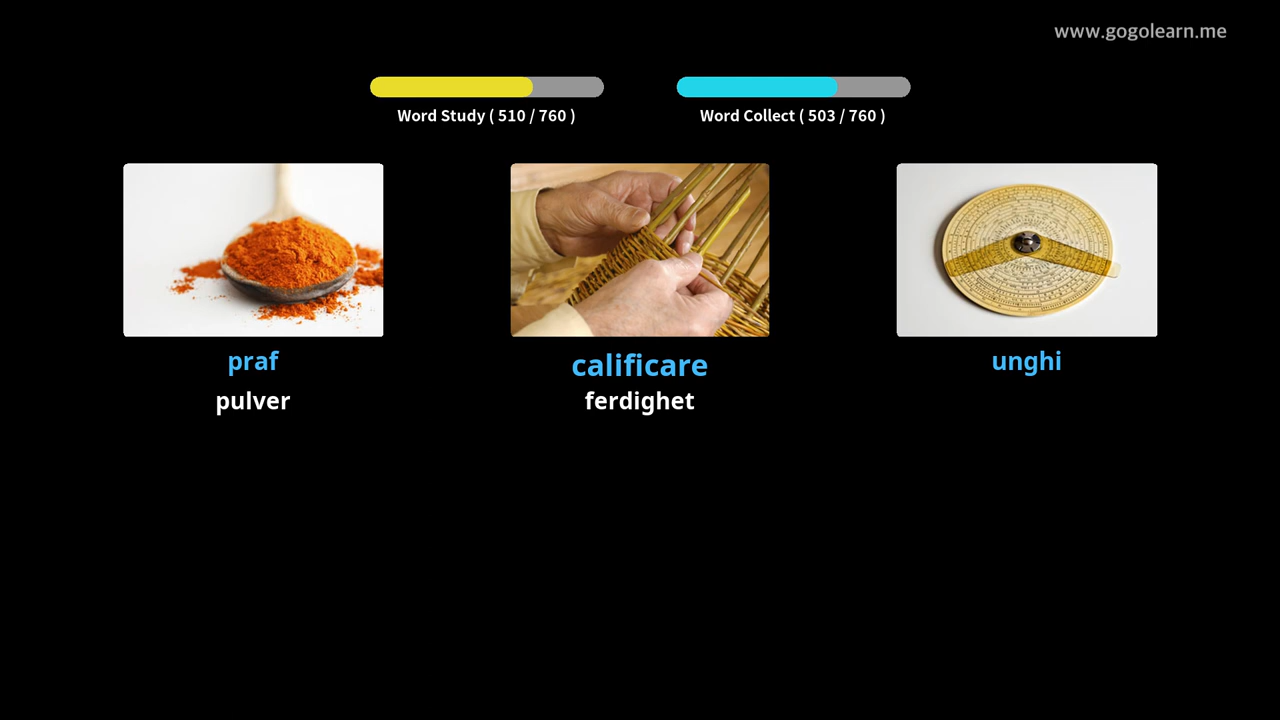 www.gogolearn.me
Word Study ( 510 / 760 )
Word Collect ( 503 / 760 )
praf
calificare
unghi
pulver
ferdighet